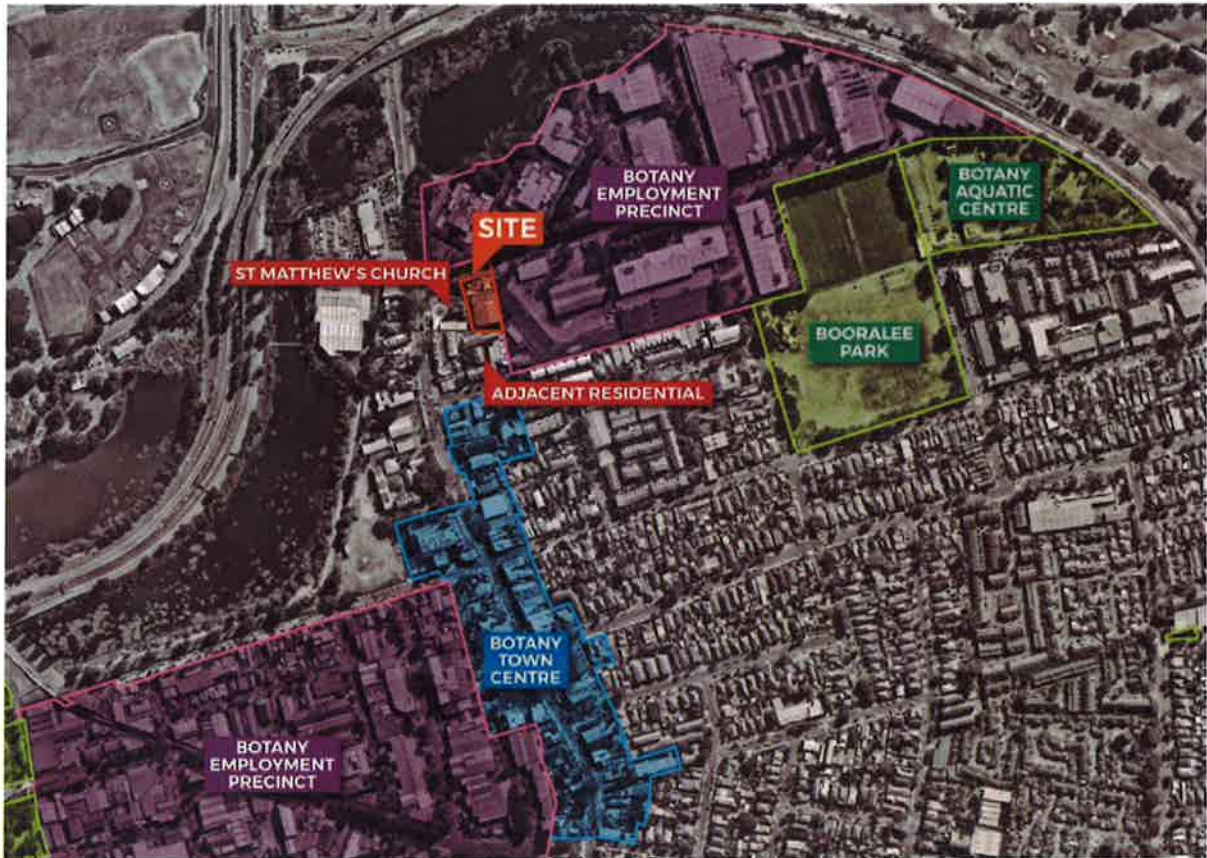 BOTANY
EMPLOYMENT
PRECINCT
BOTANY
AQUATIC
CENTRE
SITE
ST MATTHEW'S CHURCH
BOORALEE
PARK
ADJACENT RESIDENTIAL
BOTANY
TOWN
CENTRE
BOTANY
EMPLOYMENT
PRECINCT